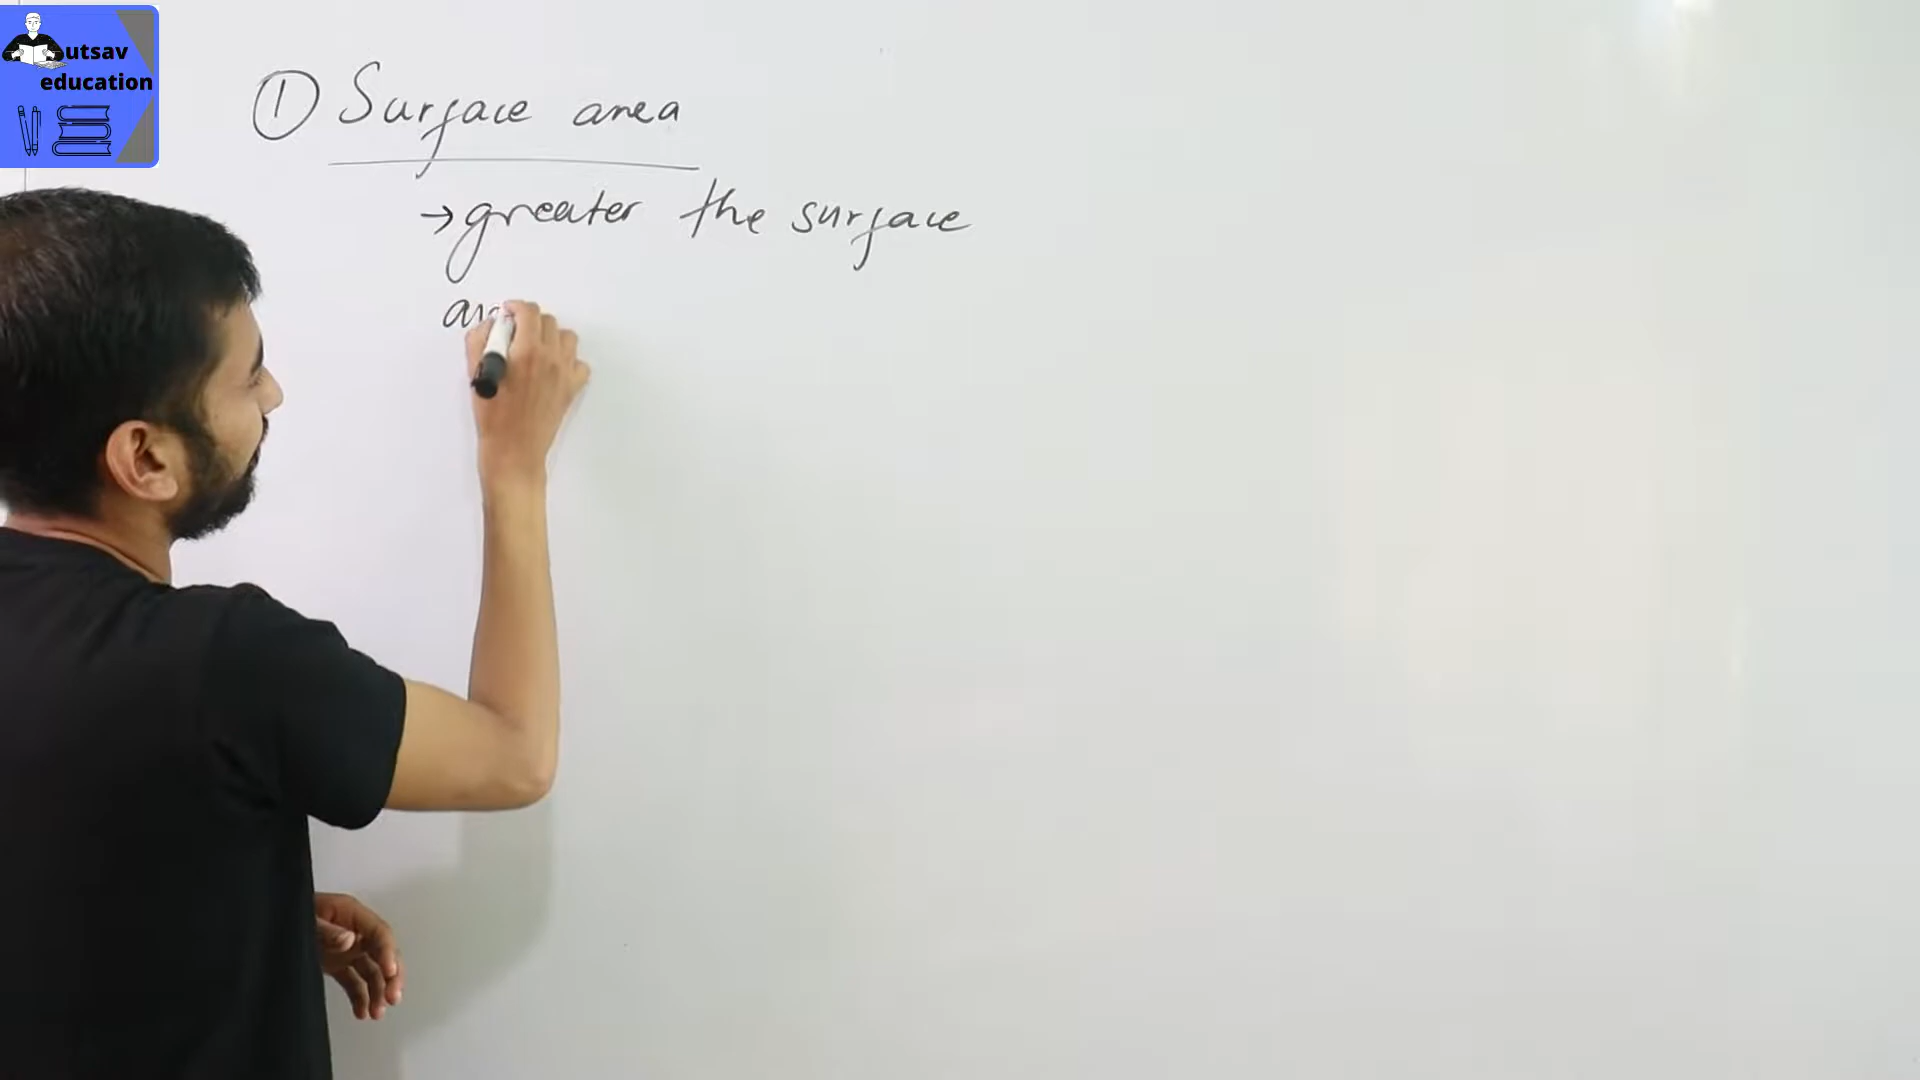 utsav
education
① Surface area
→ greater the surface